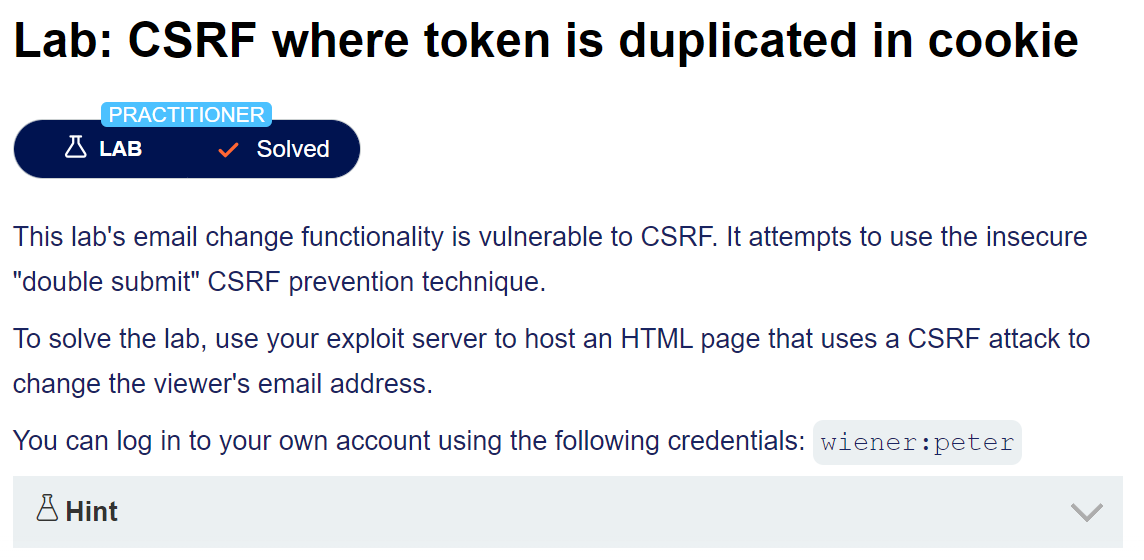 Lab: CSRF where token is duplicated in cookie
PRACTITIONER
LAB Solved
This lab's email change functionality is vulnerable to CSRF. It attempts to use the insecure
"double submit" CSRF prevention technique.
To solve the lab, use your exploit server to host an HTML page that uses a CSRF attack to
change the viewer's email address.
You can log in to your own account using the following credentials: wiener:peter
Hint